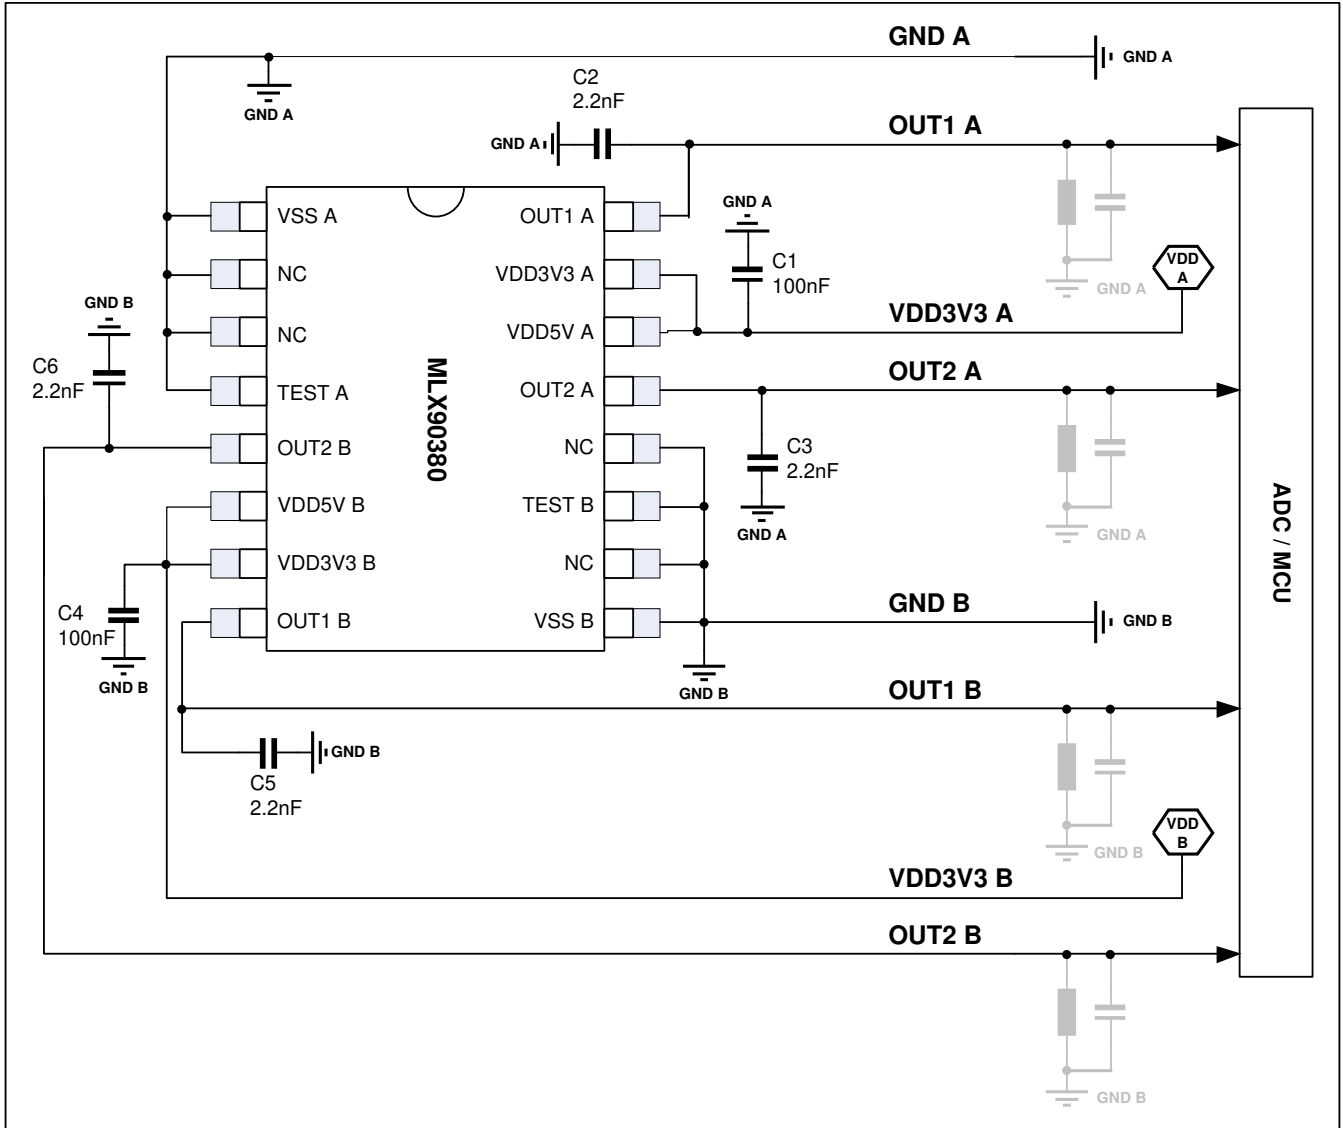 GND A
GND A
GND A
C2
2.2nF
OUT1 A
GND A
VSS A
OUT1 A
GND A
NC
VDD3V3 A
C1
100nF
VDD
A
GND A
GND B
NC
VDD5V A
VDD3V3 A
C6
2.2nF
TEST A
OUT2 A
OUT2 A
MLX90380
OUT2 B
NC
C3
2.2nF
VDD5V B
TEST B
GND A
GND A
ADC / MCU
VDD3V3 B
NC
C4
100nF
OUT1 B
VSS B
GND B
GND B
GND B
GND B
OUT1 B
GND B
C5
2.2nF
VDD
B
GND B
VDD3V3 B
OUT2 B
GND B